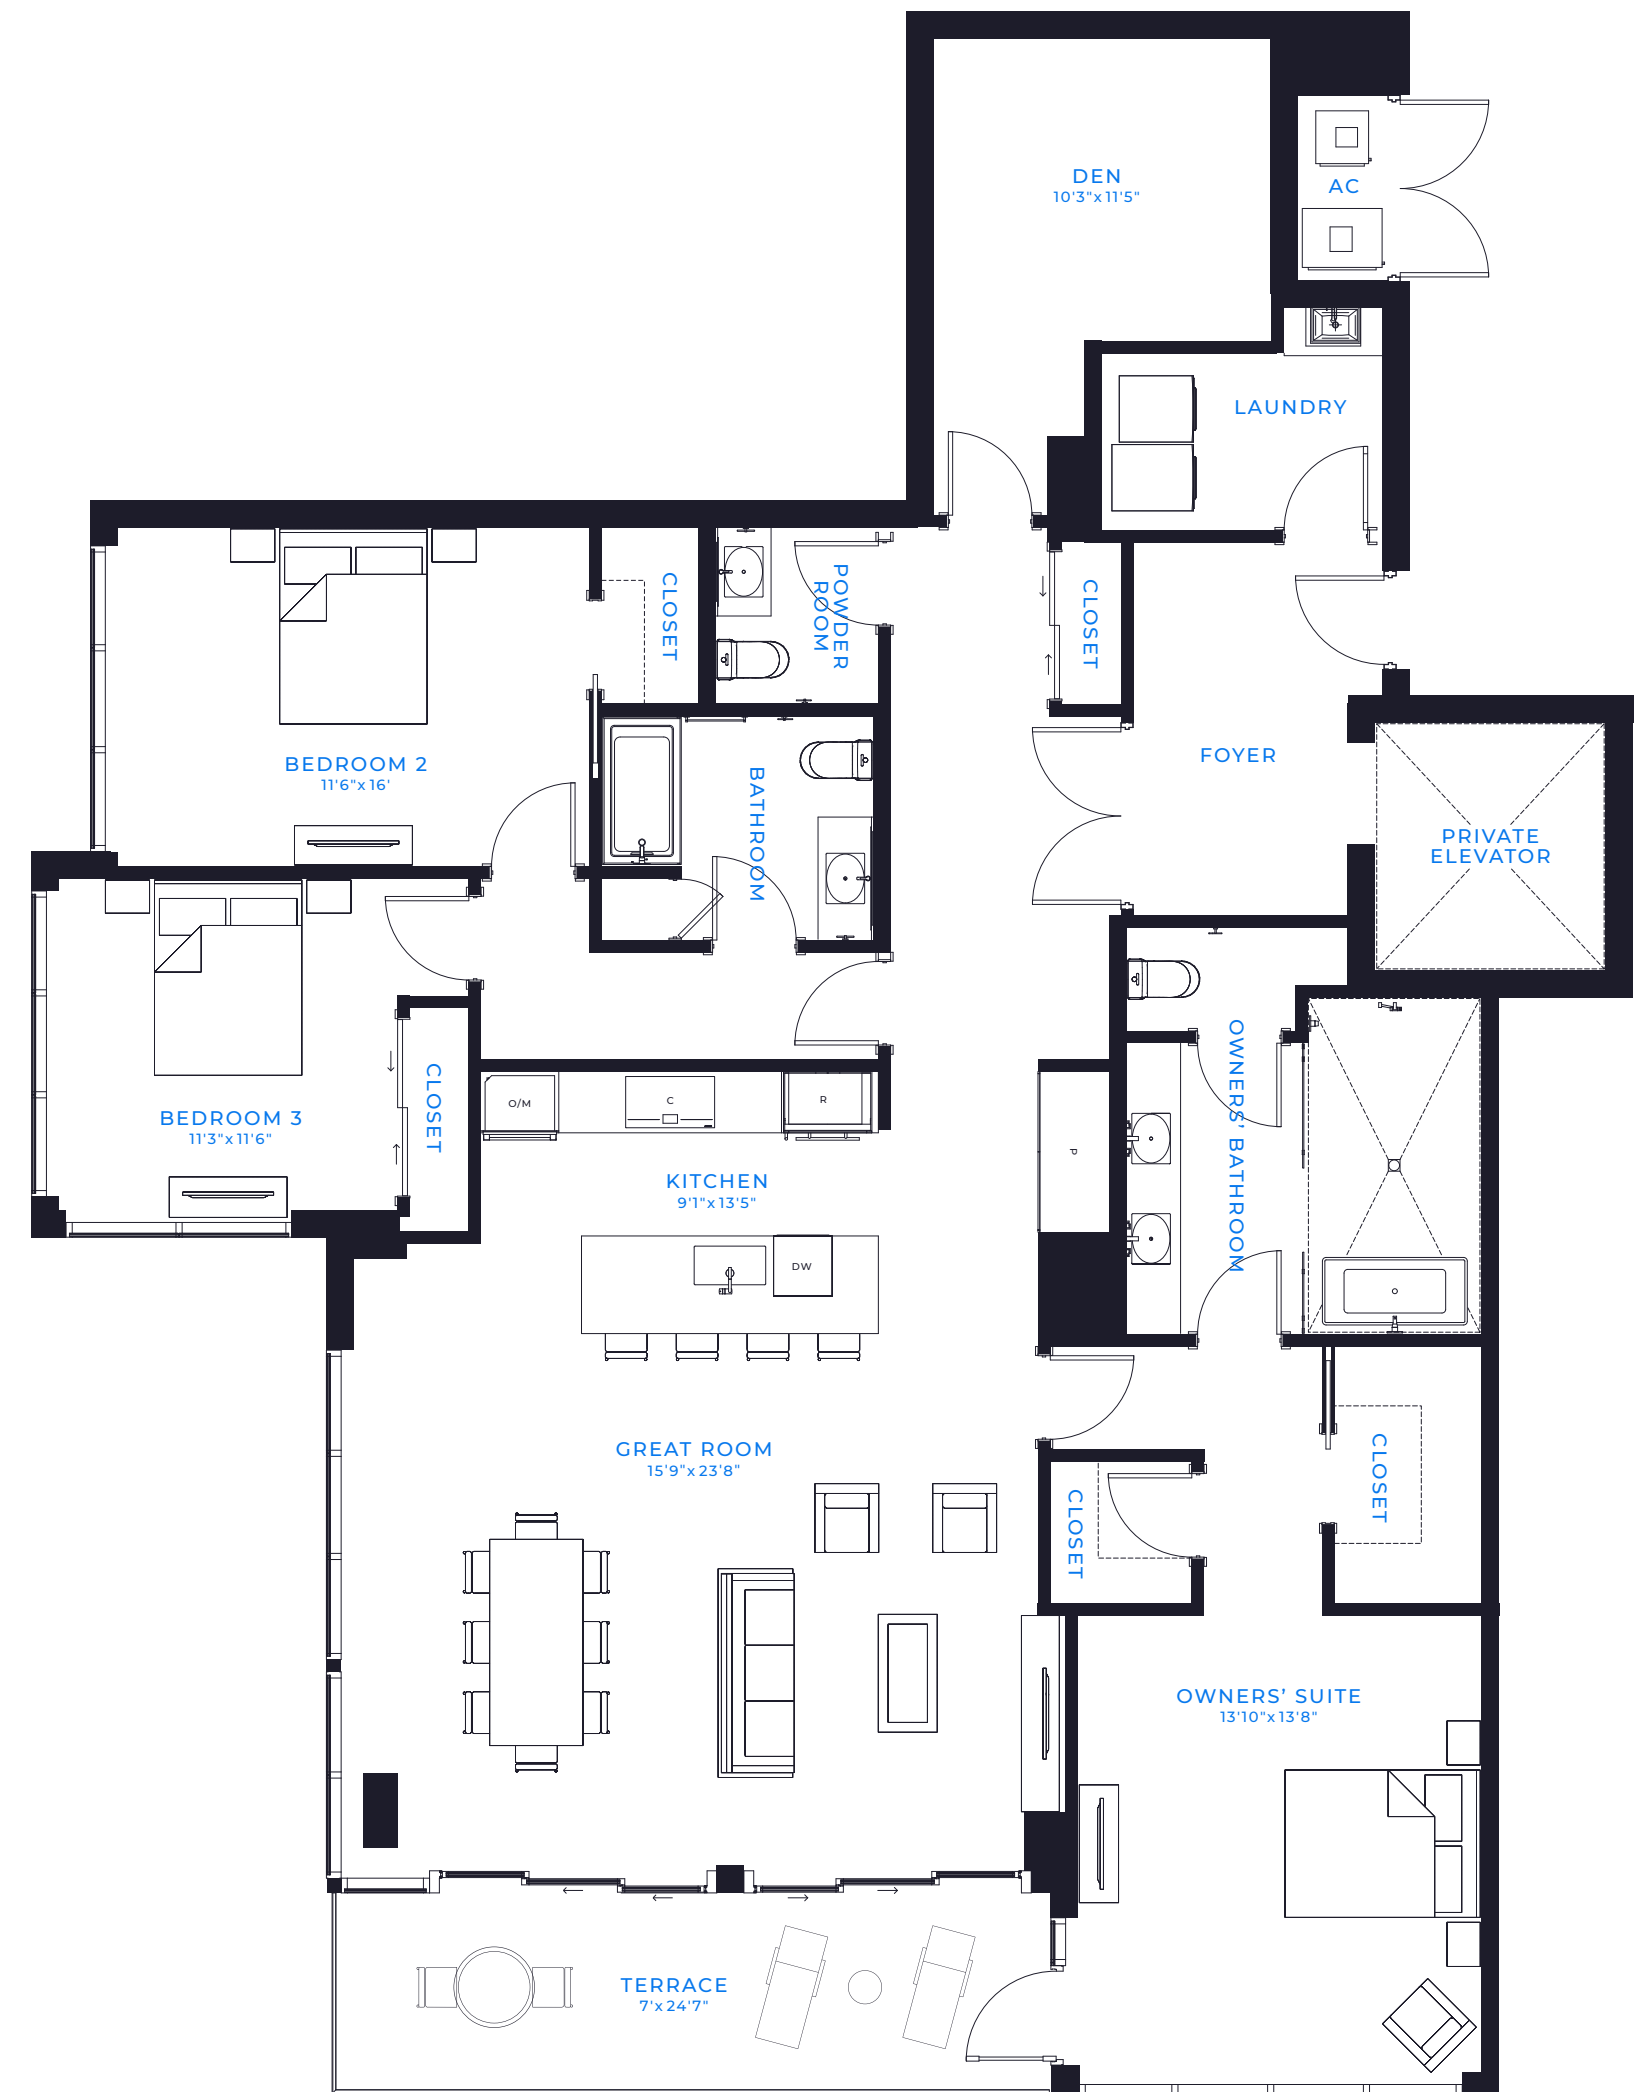 DEN
10'3"x 11'5"
AC
LAUNDRY
CLOSET
POWDER
ROOM
CLOSET
BEDROOM 2
11'6"x 16'
BATHROOM
FOYER
PRIVATE
ELEVATOR
BEDROOM 3
11'3"x 11'6"
CLOSET
O/M
C
R
KITCHEN
9'1"x 13'5"
DW
P
OWNERS' BATHROOM
GREAT ROOM
15'9"x 23'8"
CLOSET
CLOSET
OWNERS’ SUITE
13'10"x 13'8"
TERRACE
7'x 24'7"